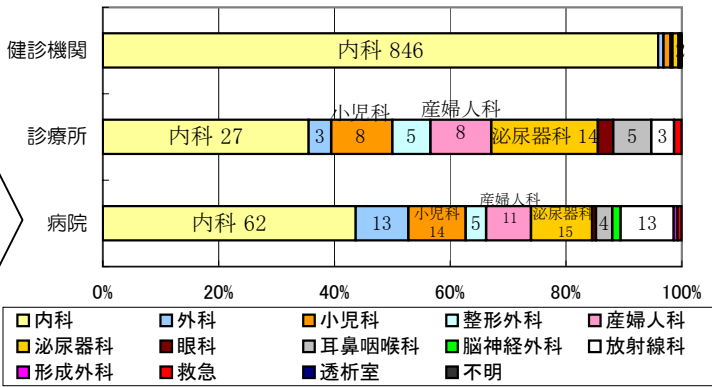 健診機関
内科 846
小児科
産婦人科
診療所
内科 27
3
8
5
8
泌尿器科 14
5
3
産婦人科
病院
内科 62
13
小児科
14
5
11
泌尿器科
15
4
13
0%
20%
40%
60%
80%
100%
内科
外科
小児科
整形外科
産婦人科
泌尿器科
眼科
耳鼻咽喉科
脳神経外科
放射線科
形成外科
救急
透析室
不明